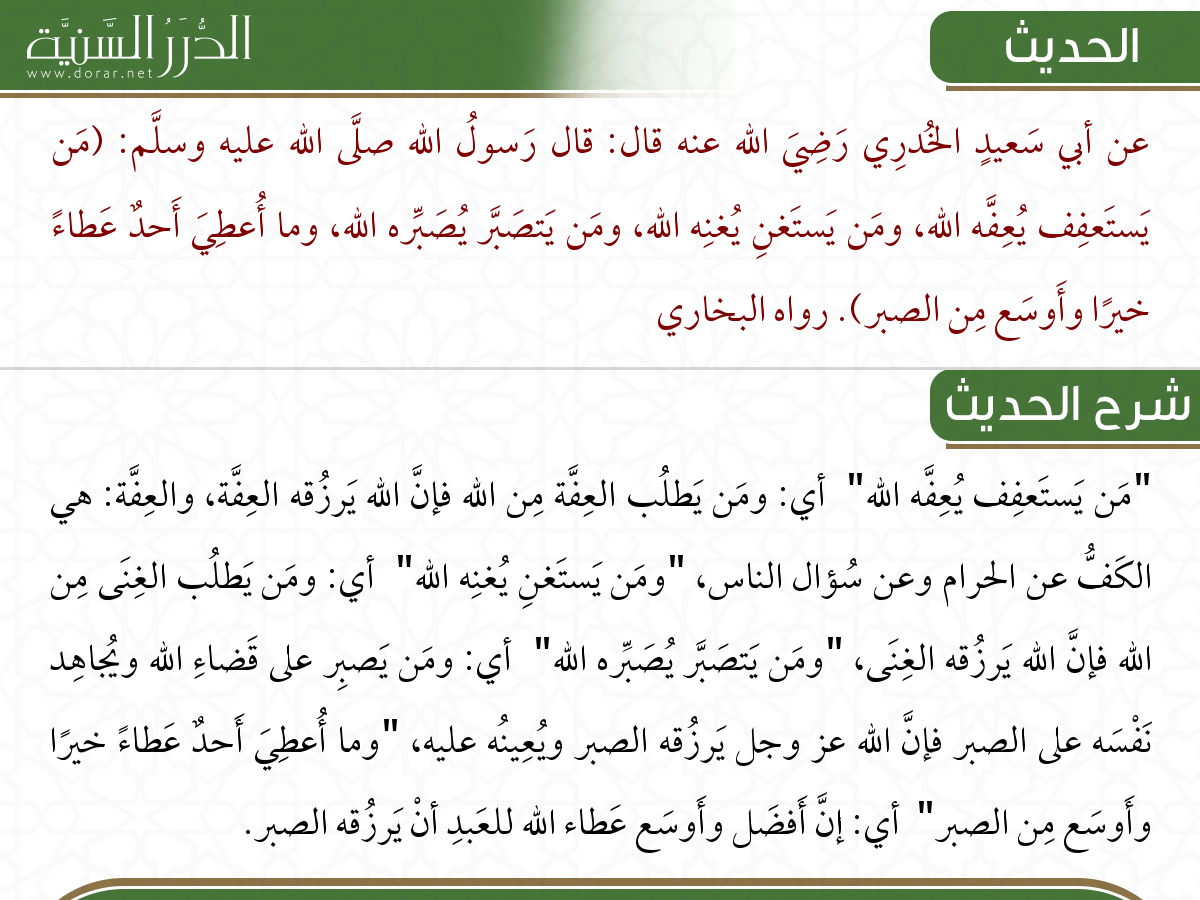 الدُّرَرُ السَّنيَّة
www.dorar.net
الحديث
عن أبي سَعيدٍ الخُدرِي رَضِيَ الله عنه قال: قال رَسولُ الله صلَّى الله عليه وسلَّم: (مَن
يَستَعفِف يُعِفَّه الله، ومَن يَستَغنِ يُغنِه الله، ومَن يَتصَبَّر يُصَبِّره الله، وما أُعطِيَ أَحدٌ عَطاءً
خيرًا وأَوسَع مِن الصبر). رواه البخاري
شرح الحديث
"مَن يَستَعفِف يُعِفَّه الله" أي: ومَن يَطلُب العِفَّة مِن الله فإنَّ الله يَرزُقه العِفَّة، والعِفَّة: هي
الكَفُّ عن الحرام وعن سُؤال الناس، "ومَن يَستَغنِ يُغنِه الله" أي: ومَن يَطلُب الغِنَى مِن
الله فإنَّ الله يَرزُقه الغِنَى، "ومَن يَتصَبَّر يُصَبِّره الله" أي: ومَن يَصبِر على قَضاءِ الله ويُجاهِد
نَفْسَه على الصبر فإنَّ الله عز وجل يَرزُقه الصبر ويُعِينُه عليه، "وما أُعطِيَ أَحدٌ عَطاءً خيرًا
وأَوسَع مِن الصبر" أي: إنَّ أَفضَل وأَوسَع عَطاء الله للعَبدِ أنْ يَرزُقه الصبر.